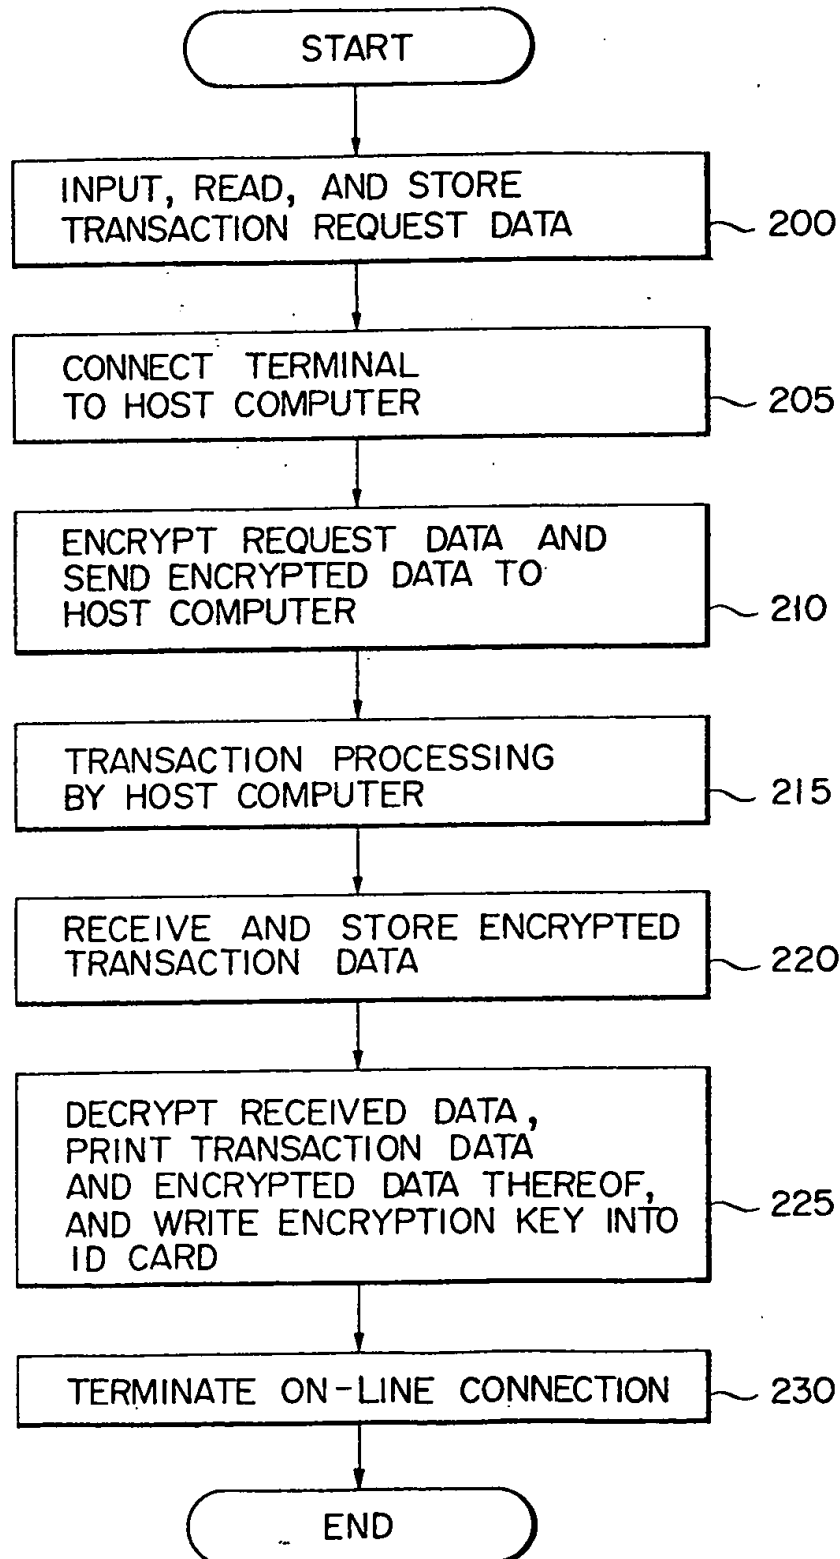 START
INPUT, READ, AND STORE
TRANSACTION REQUEST DATA
200
CONNECT TERMINAL
TO HOST COMPUTER
205
ENCRYPT REQUEST DATA AND
SEND ENCRYPTED DATA TO
HOST COMPUTER
210
TRANSACTION PROCESSING
BY HOST COMPUTER
215
RECEIVE AND STORE ENCRYPTED
TRANSACTION DATA
220
DECRYPT RECEIVED DATA,
PRINT TRANSACTION DATA
AND ENCRYPTED DATA THEREOF,
AND WRITE ENCRYPTION KEY INTO
ID CARD
225
TERMINATE ON-LINE CONNECTION
230
END